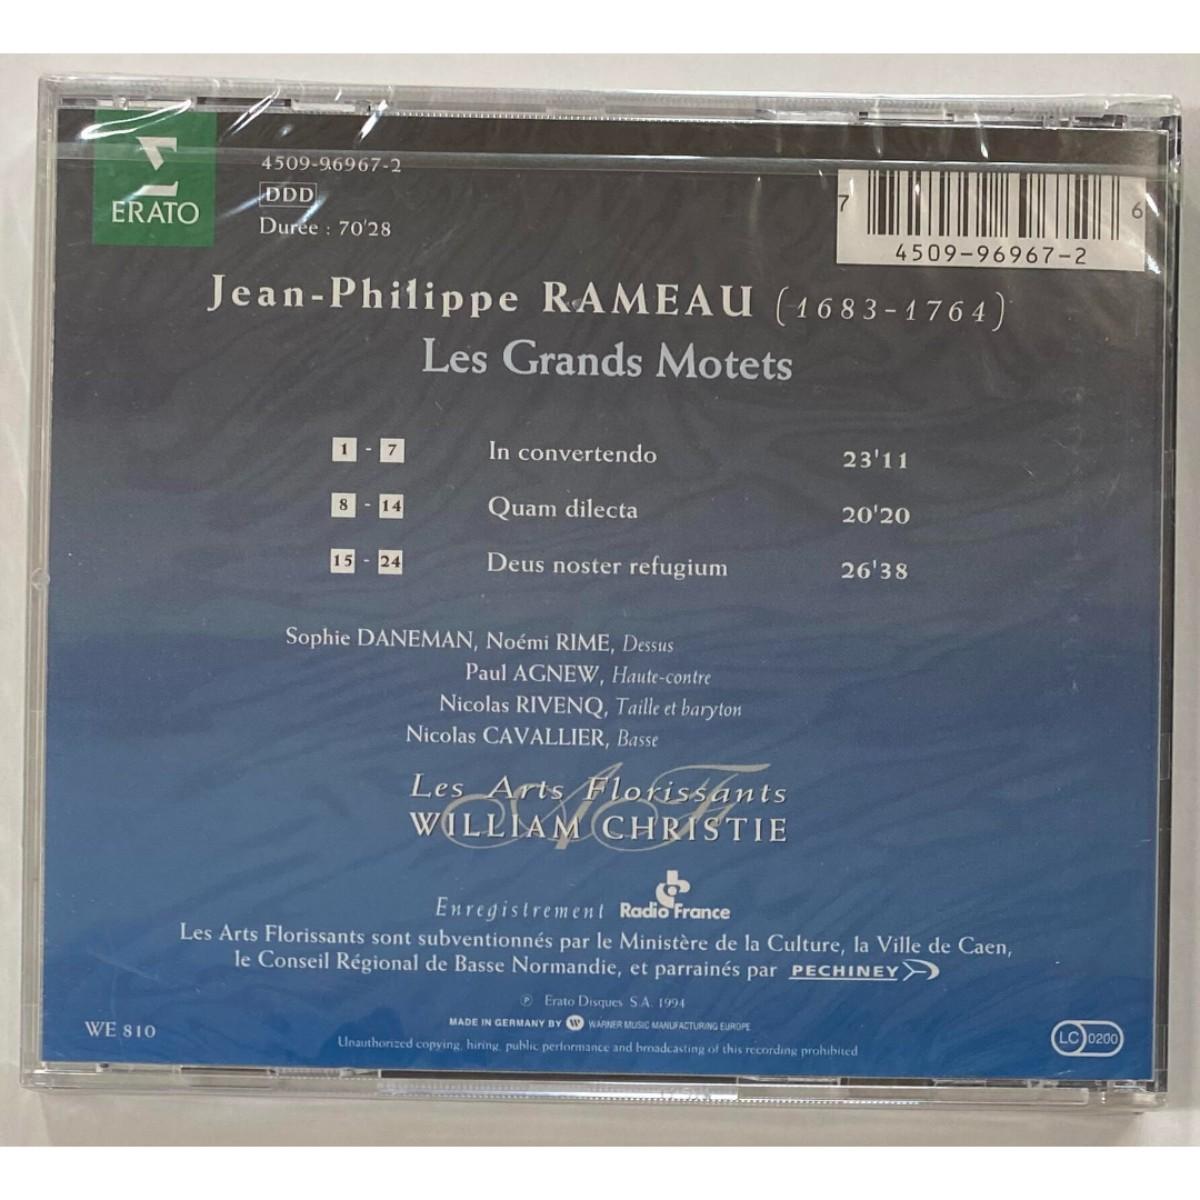 ERATO
4509-96967-2
DDD
Durée : 70'28
7 6
4509-96967-2
Jean-Philippe RAMEAU (1683-1764)
Les Grands Motets
1 - 7 In convertendo 23'11
8 - 14 Quam dilecta 20'20
15 - 24 Deus noster refugium 26'38
Sophie DANEMAN, Noémi RIME, Dessus
Paul AGNEW, Haute-contre
Nicolas RIVENQ, Taille et baryton
Nicolas CAVALLIER, Basse
Les Arts Florissants
WILLIAM CHRISTIE
Enregistrement Radio France
Les Arts Florissants sont subventionnés par le Ministère de la Culture, la Ville de Caen,
le Conseil Régional de Basse Normandie, et parrainés par PECHINEY
℗ Erato Disques S.A. 1994
MADE IN GERMANY BY WARNER MUSIC MANUFACTURING EUROPE
WE 810
LC 0200
Unauthorized copying, hiring, public performance and broadcasting of this recording prohibited